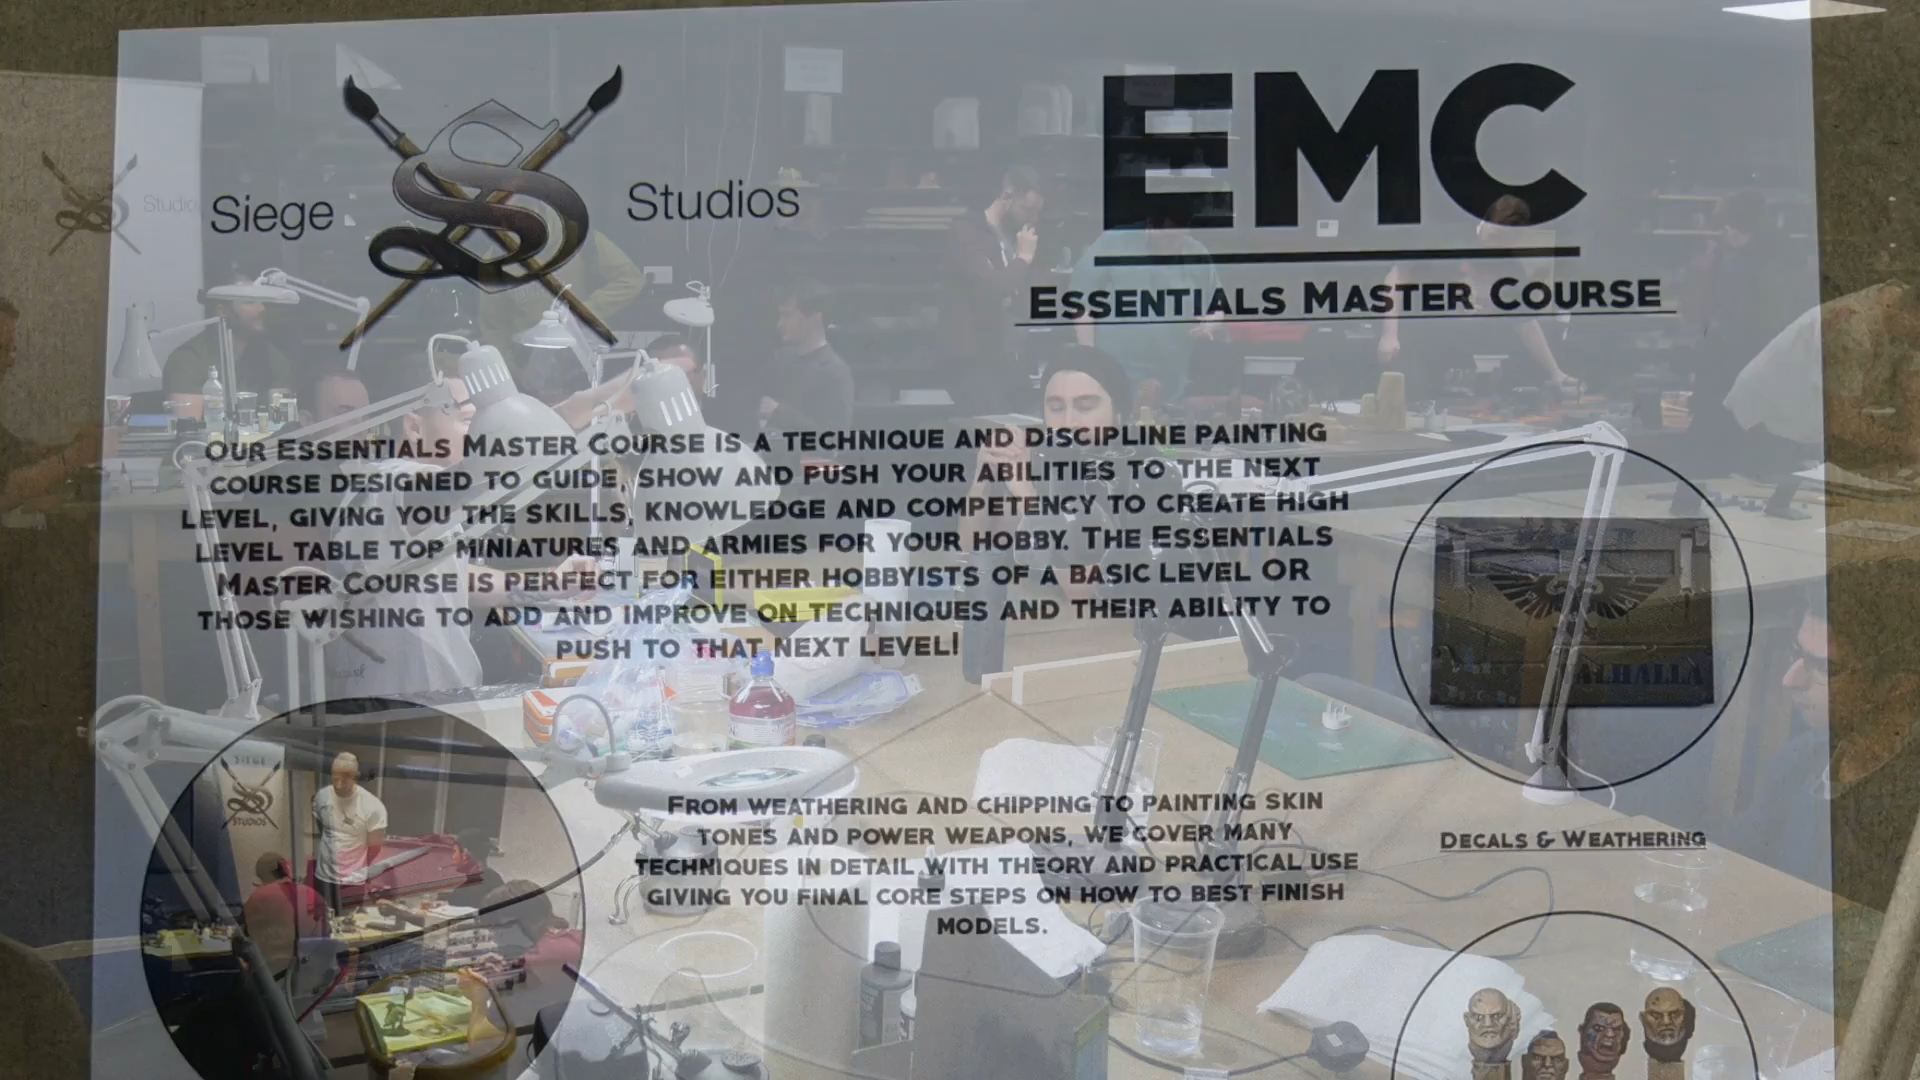 Siege Studios
EMC
Essentials Master Course
Our Essentials Master Course is a technique and discipline painting
course designed to guide, show and push your abilities to the next
level, giving you the skills, knowledge and competency to create high
level table top miniatures and armies for your hobby. The Essentials
Master Course is perfect for either hobbyists of a basic level or
those wishing to add and improve on techniques and their ability to
push to that next level!
From weathering and chipping to painting skin
tones and power weapons, we cover many
techniques in detail with theory and practical use
giving you final core steps on how to best finish
models.
Decals & Weathering
Studios